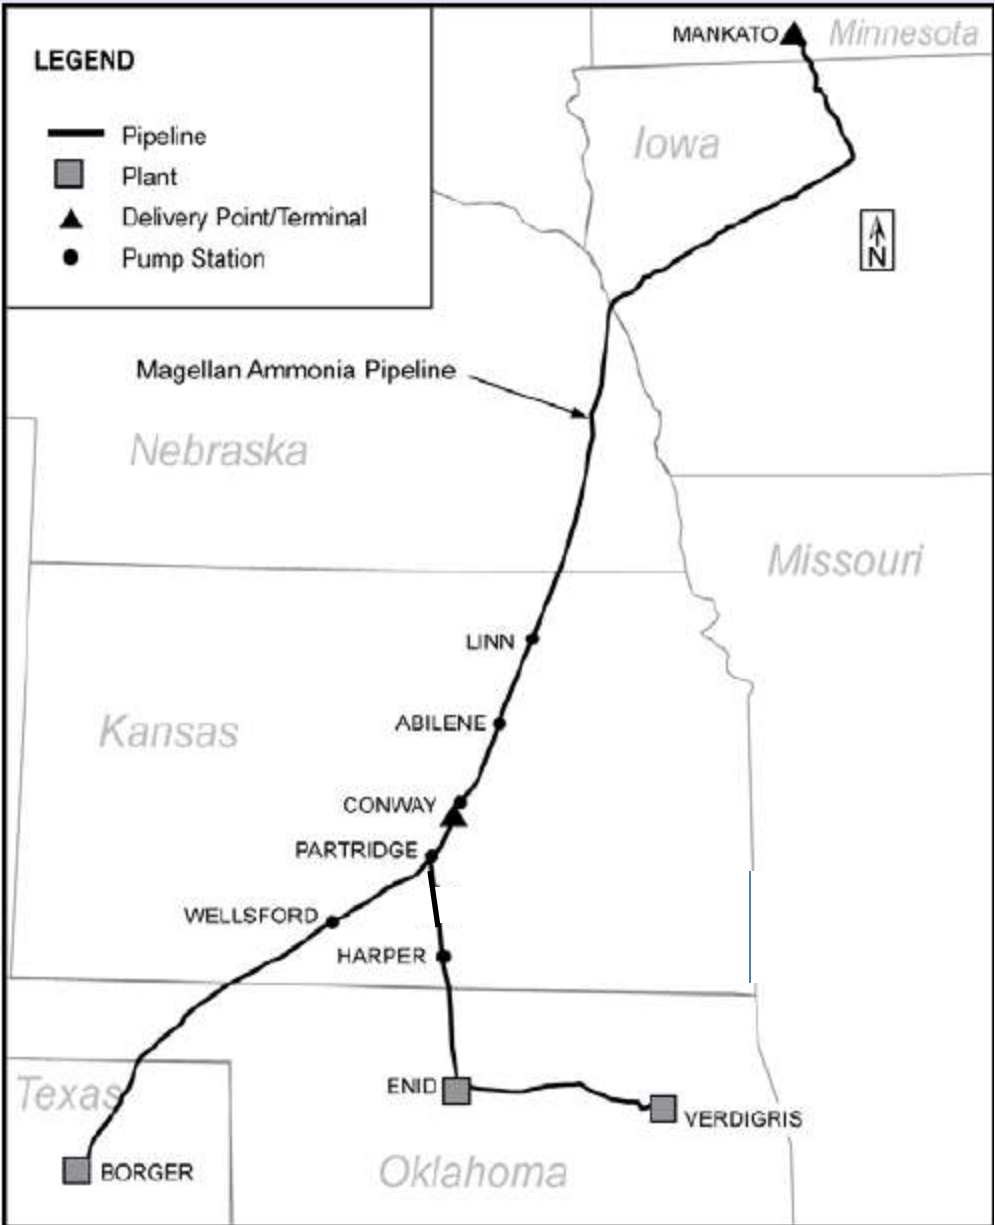 MANKATO
Minnesota
LEGEND
Pipeline
Plant
Delivery Point/Terminal
Pump Station
Iowa
N
Magellan Ammonia Pipeline
Nebraska
Missouri
LINN
ABILENE
Kansas
CONWAY
PARTRIDGE
WELLSFORD
HARPER
ENID
Texas
VERDIGRIS
BORGER
Oklahoma